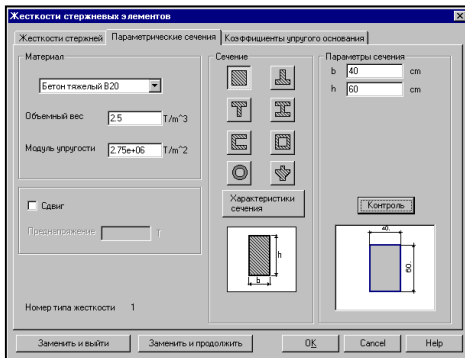 Жесткости стержневых элементов
Жесткости стержней
Параметрические сечения
Коэффициенты упругого основания
Материал
Бетон тяжелый B20
Объемный вес 2.5 T/m^3
Модуль упругости 2.75e+06 T/m^2
Сдвиг
Преднапряжение T
Номер типа жесткости 1
Сечение
Характеристики сечения
h
b
Параметры сечения
b 40 cm
h 60 cm
Контроль
40.
60.
Заменить и выйти
Заменить и продолжить
OK
Cancel
Help